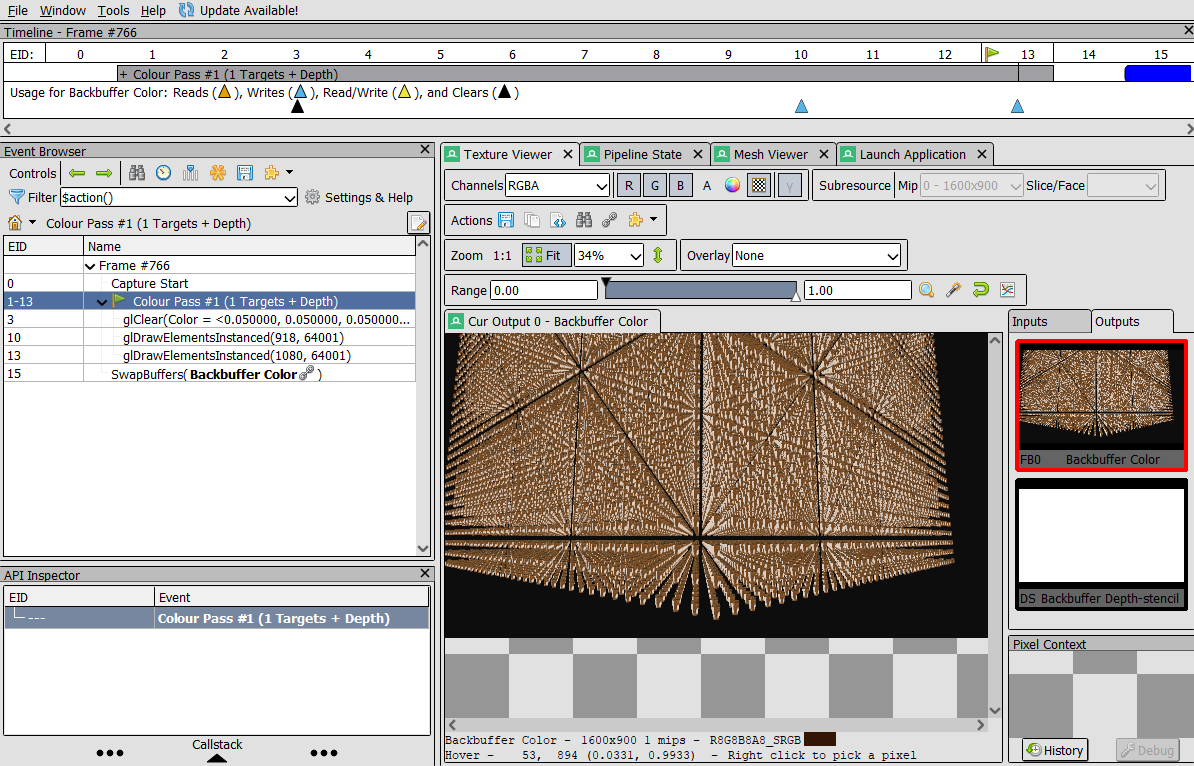 File Window Tools Help Update Available!
Timeline - Frame #766
EID: 0 1 2 3 4 5 6 7 8 9 10 11 12 13 14 15
+ Colour Pass #1 (1 Targets + Depth)
Usage for Backbuffer Color: Reads ( ), Writes ( ), Read/Write ( ), and Clears ( )
Event Browser
Controls
Filter $action() Settings & Help
Colour Pass #1 (1 Targets + Depth)
EID Name
Frame #766
0 Capture Start
1-13 Colour Pass #1 (1 Targets + Depth)
3 glClear(Color = <0.050000, 0.050000, 0.050000...
10 glDrawElementsInstanced(918, 64001)
13 glDrawElementsInstanced(1080, 64001)
15 SwapBuffers( Backbuffer Color )
API Inspector
EID Event
--- Colour Pass #1 (1 Targets + Depth)
Callstack
Texture Viewer Pipeline State Mesh Viewer Launch Application
Channels RGBA R G B A γ Subresource Mip 0 - 1600x900 Slice/Face
Actions
Zoom 1:1 Fit 34% Overlay None
Range 0.00 1.00
Cur Output 0 - Backbuffer Color
Inputs Outputs
FB0 Backbuffer Color
DS Backbuffer Depth-stencil
Pixel Context
History Debug
Backbuffer Color - 1600x900 1 mips - R8G8B8A8_SRGB
Hover - 53, 894 (0.0331, 0.9933) - Right click to pick a pixel